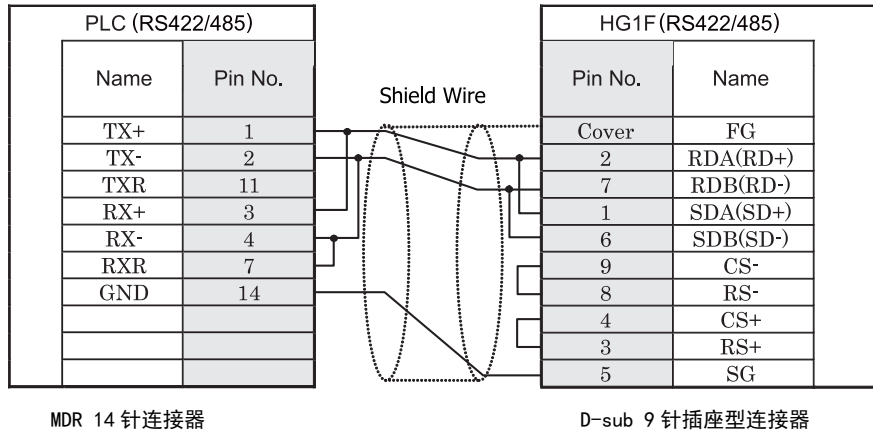 PLC (RS422/485)
HG1F(RS422/485)
Name Pin No.
Shield Wire
Pin No. Name
TX+ 1
Cover FG
TX- 2
2 RDA(RD+)
TXR 11
7 RDB(RD-)
RX+ 3
1 SDA(SD+)
RX- 4
6 SDB(SD-)
RXR 7
9 CS-
GND 14
8 RS-
4 CS+
3 RS+
5 SG
MDR 14 针连接器
D-sub 9 针插座型连接器